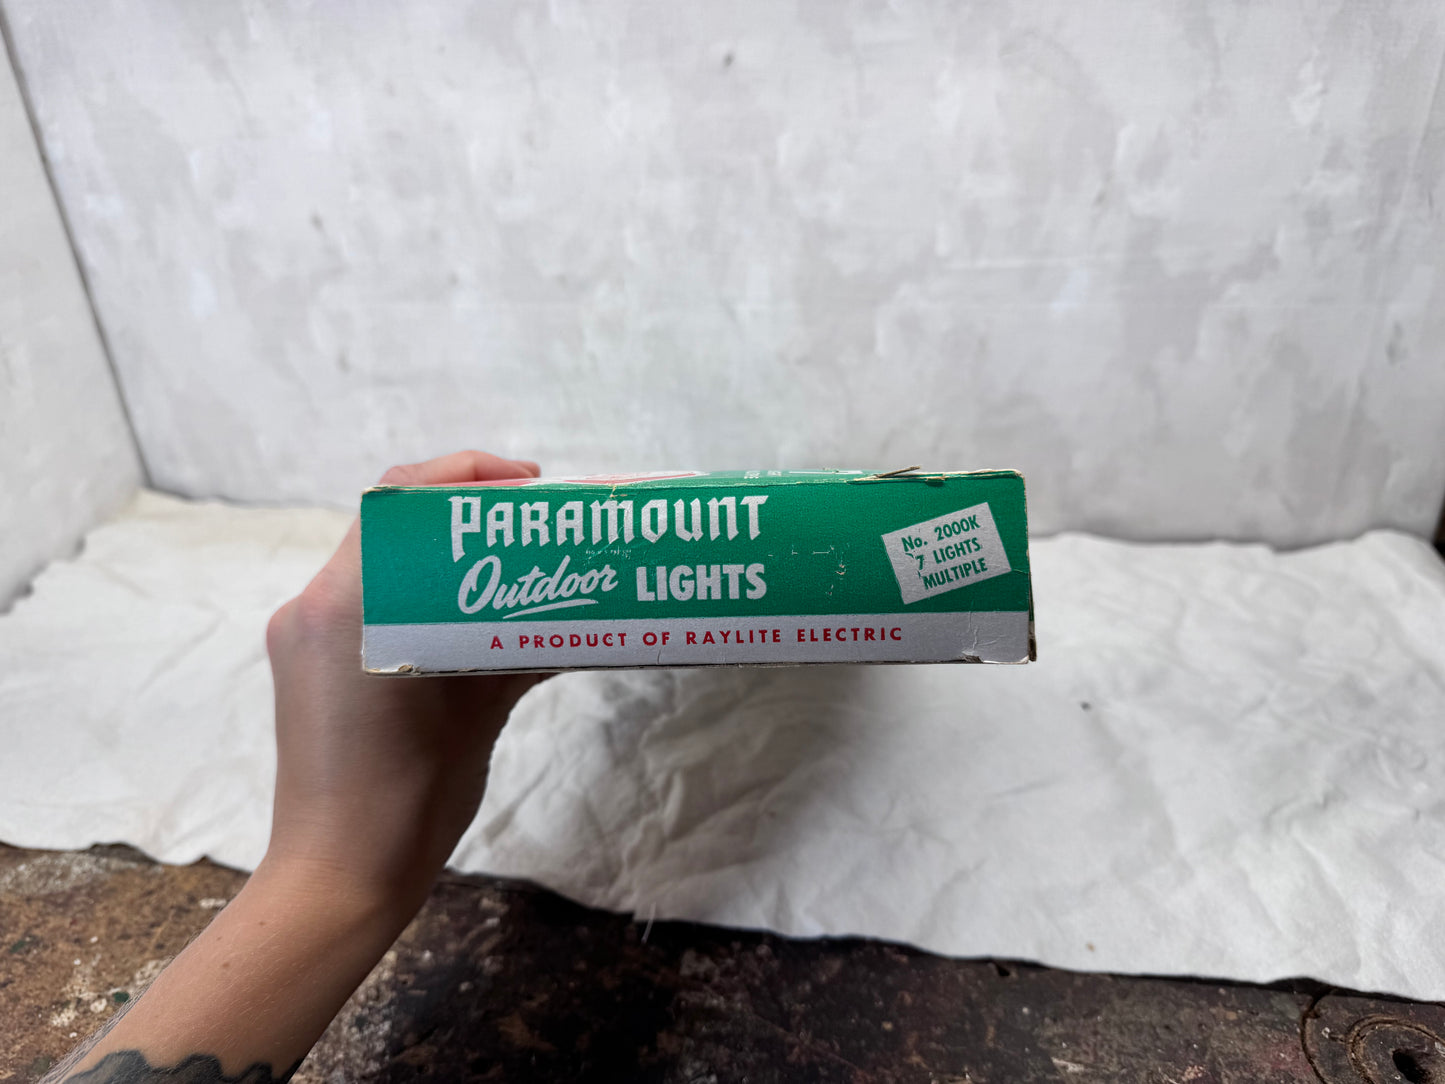 PARAMOUNT
Outdoor LIGHTS
A PRODUCT OF RAYLITE ELECTRIC
No. 2000K
7 LIGHTS
MULTIPLE